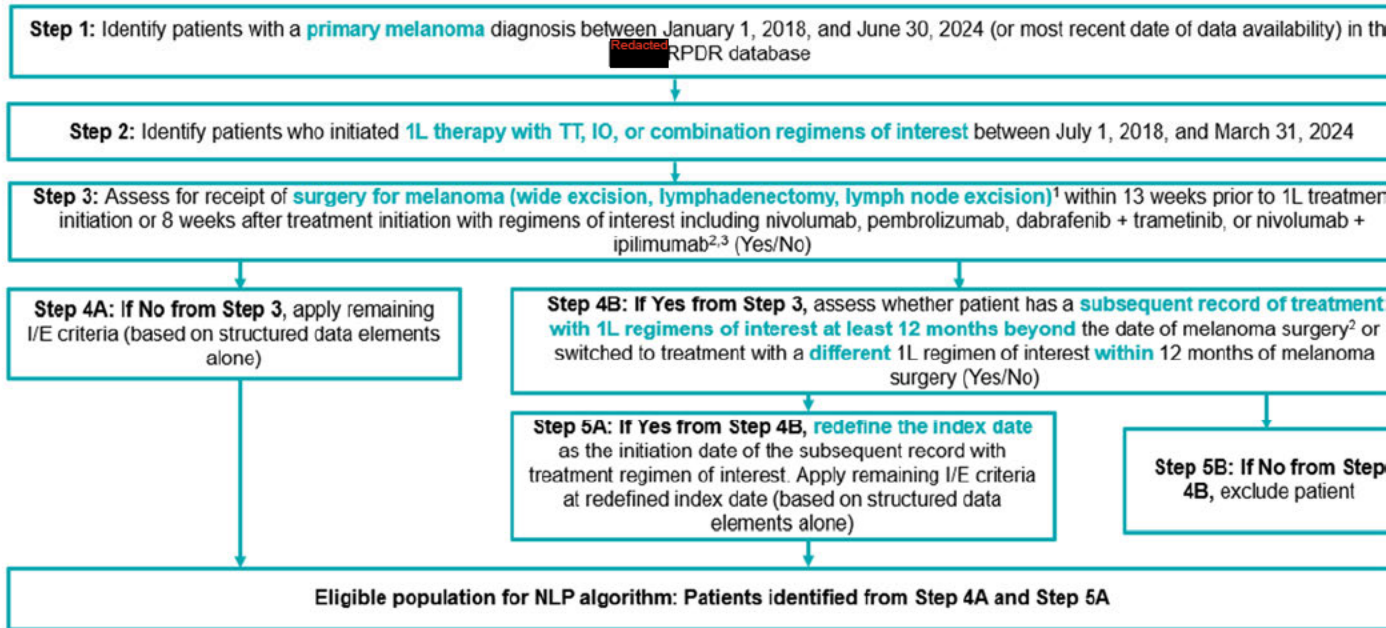 Step 1: Identify patients with a primary melanoma diagnosis between January 1, 2018, and June 30, 2024 (or most recent date of data availability) in th
Redacted RPDR database
Step 2: Identify patients who initiated 1L therapy with TT, IO, or combination regimens of interest between July 1, 2018, and March 31, 2024
Step 3: Assess for receipt of surgery for melanoma (wide excision, lymphadenectomy, lymph node excision)¹ within 13 weeks prior to 1L treatmen
initiation or 8 weeks after treatment initiation with regimens of interest including nivolumab, pembrolizumab, dabrafenib + trametinib, or nivolumab +
ipilimumab²,³ (Yes/No)
Step 4A: If No from Step 3, apply remaining
I/E criteria (based on structured data elements
alone)
Step 4B: If Yes from Step 3, assess whether patient has a subsequent record of treatment
with 1L regimens of interest at least 12 months beyond the date of melanoma surgery² or
switched to treatment with a different 1L regimen of interest within 12 months of melanoma
surgery (Yes/No)
Step 5A: If Yes from Step 4B, redefine the index date
as the initiation date of the subsequent record with
treatment regimen of interest. Apply remaining I/E criteria
at redefined index date (based on structured data
elements alone)
Step 5B: If No from Step
4B, exclude patient
Eligible population for NLP algorithm: Patients identified from Step 4A and Step 5A